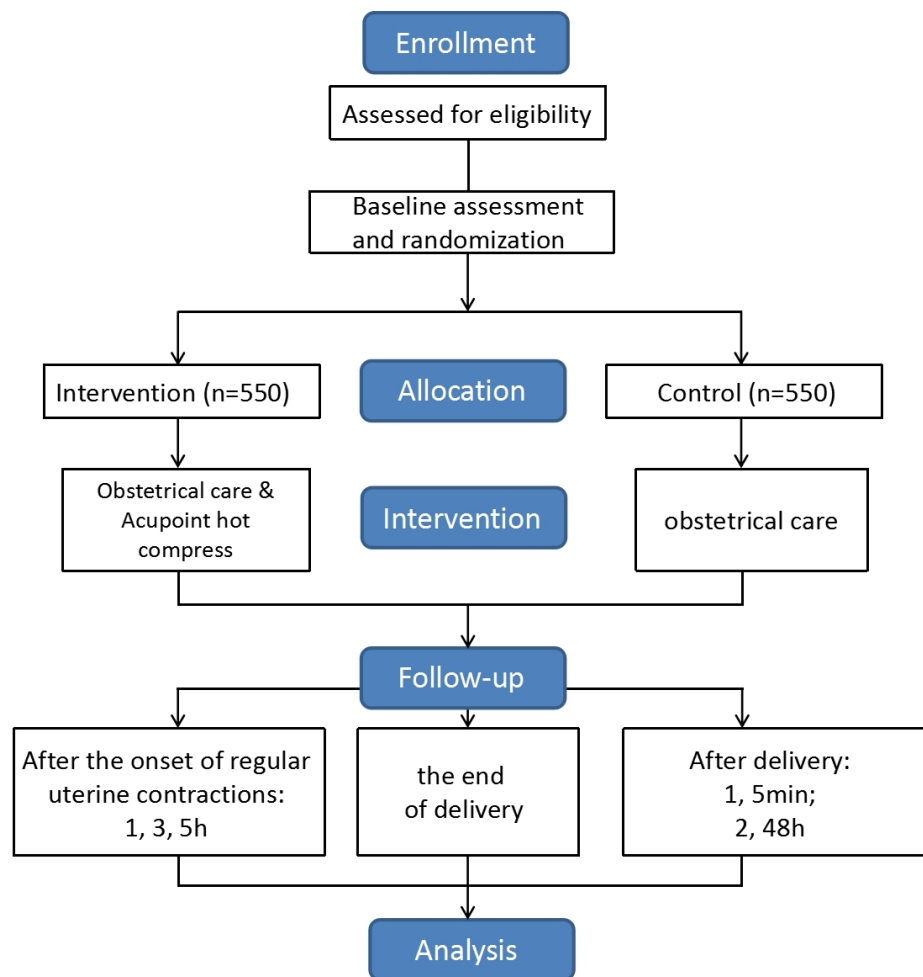 Enrollment
Assessed for eligibility
Baseline assessment
and randomization
Intervention (n=550)
Allocation
Control (n=550)
Obstetrical care &
Acupoint hot
compress
Intervention
obstetrical care
Follow-up
After the onset of regular
uterine contractions:
1, 3, 5h
the end
of delivery
After delivery:
1, 5min;
2, 48h
Analysis